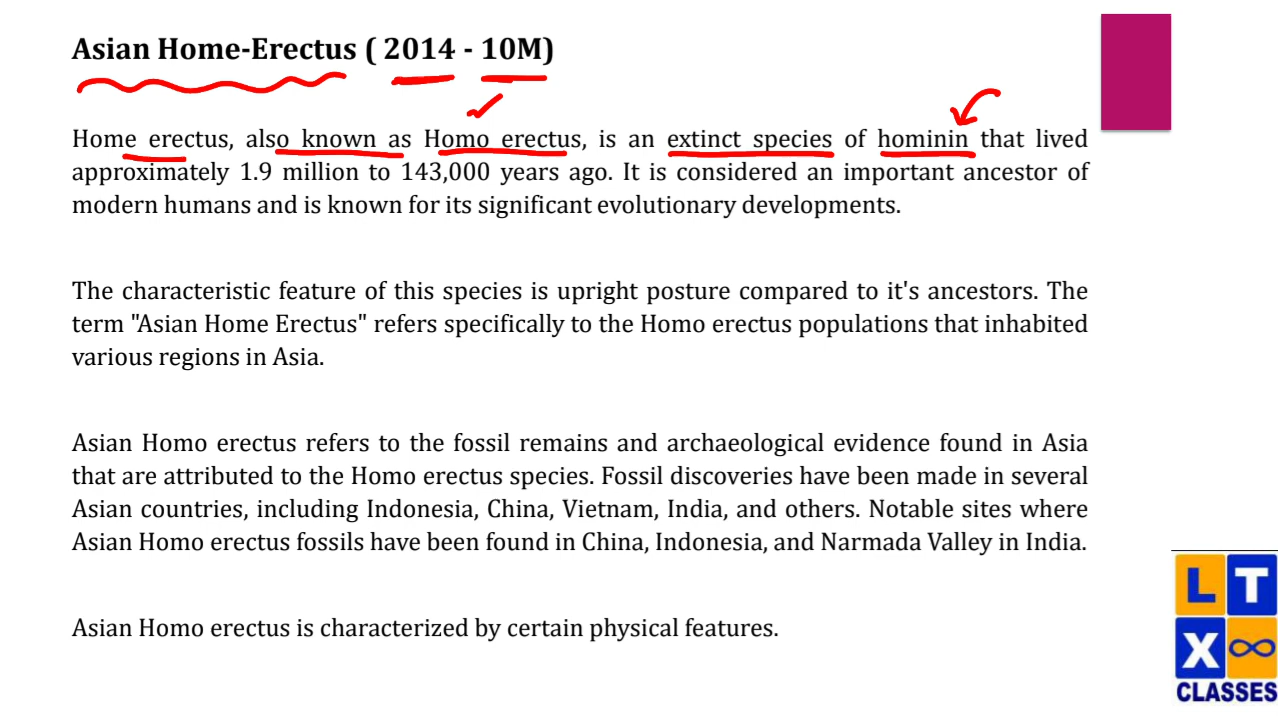 Asian Home-Erectus ( 2014 - 10M)
Home erectus, also known as Homo erectus, is an extinct species of hominin that lived
approximately 1.9 million to 143,000 years ago. It is considered an important ancestor of
modern humans and is known for its significant evolutionary developments.
The characteristic feature of this species is upright posture compared to it's ancestors. The
term "Asian Home Erectus" refers specifically to the Homo erectus populations that inhabited
various regions in Asia.
Asian Homo erectus refers to the fossil remains and archaeological evidence found in Asia
that are attributed to the Homo erectus species. Fossil discoveries have been made in several
Asian countries, including Indonesia, China, Vietnam, India, and others. Notable sites where
Asian Homo erectus fossils have been found in China, Indonesia, and Narmada Valley in India.
Asian Homo erectus is characterized by certain physical features.
L T
X ∞
CLASSES